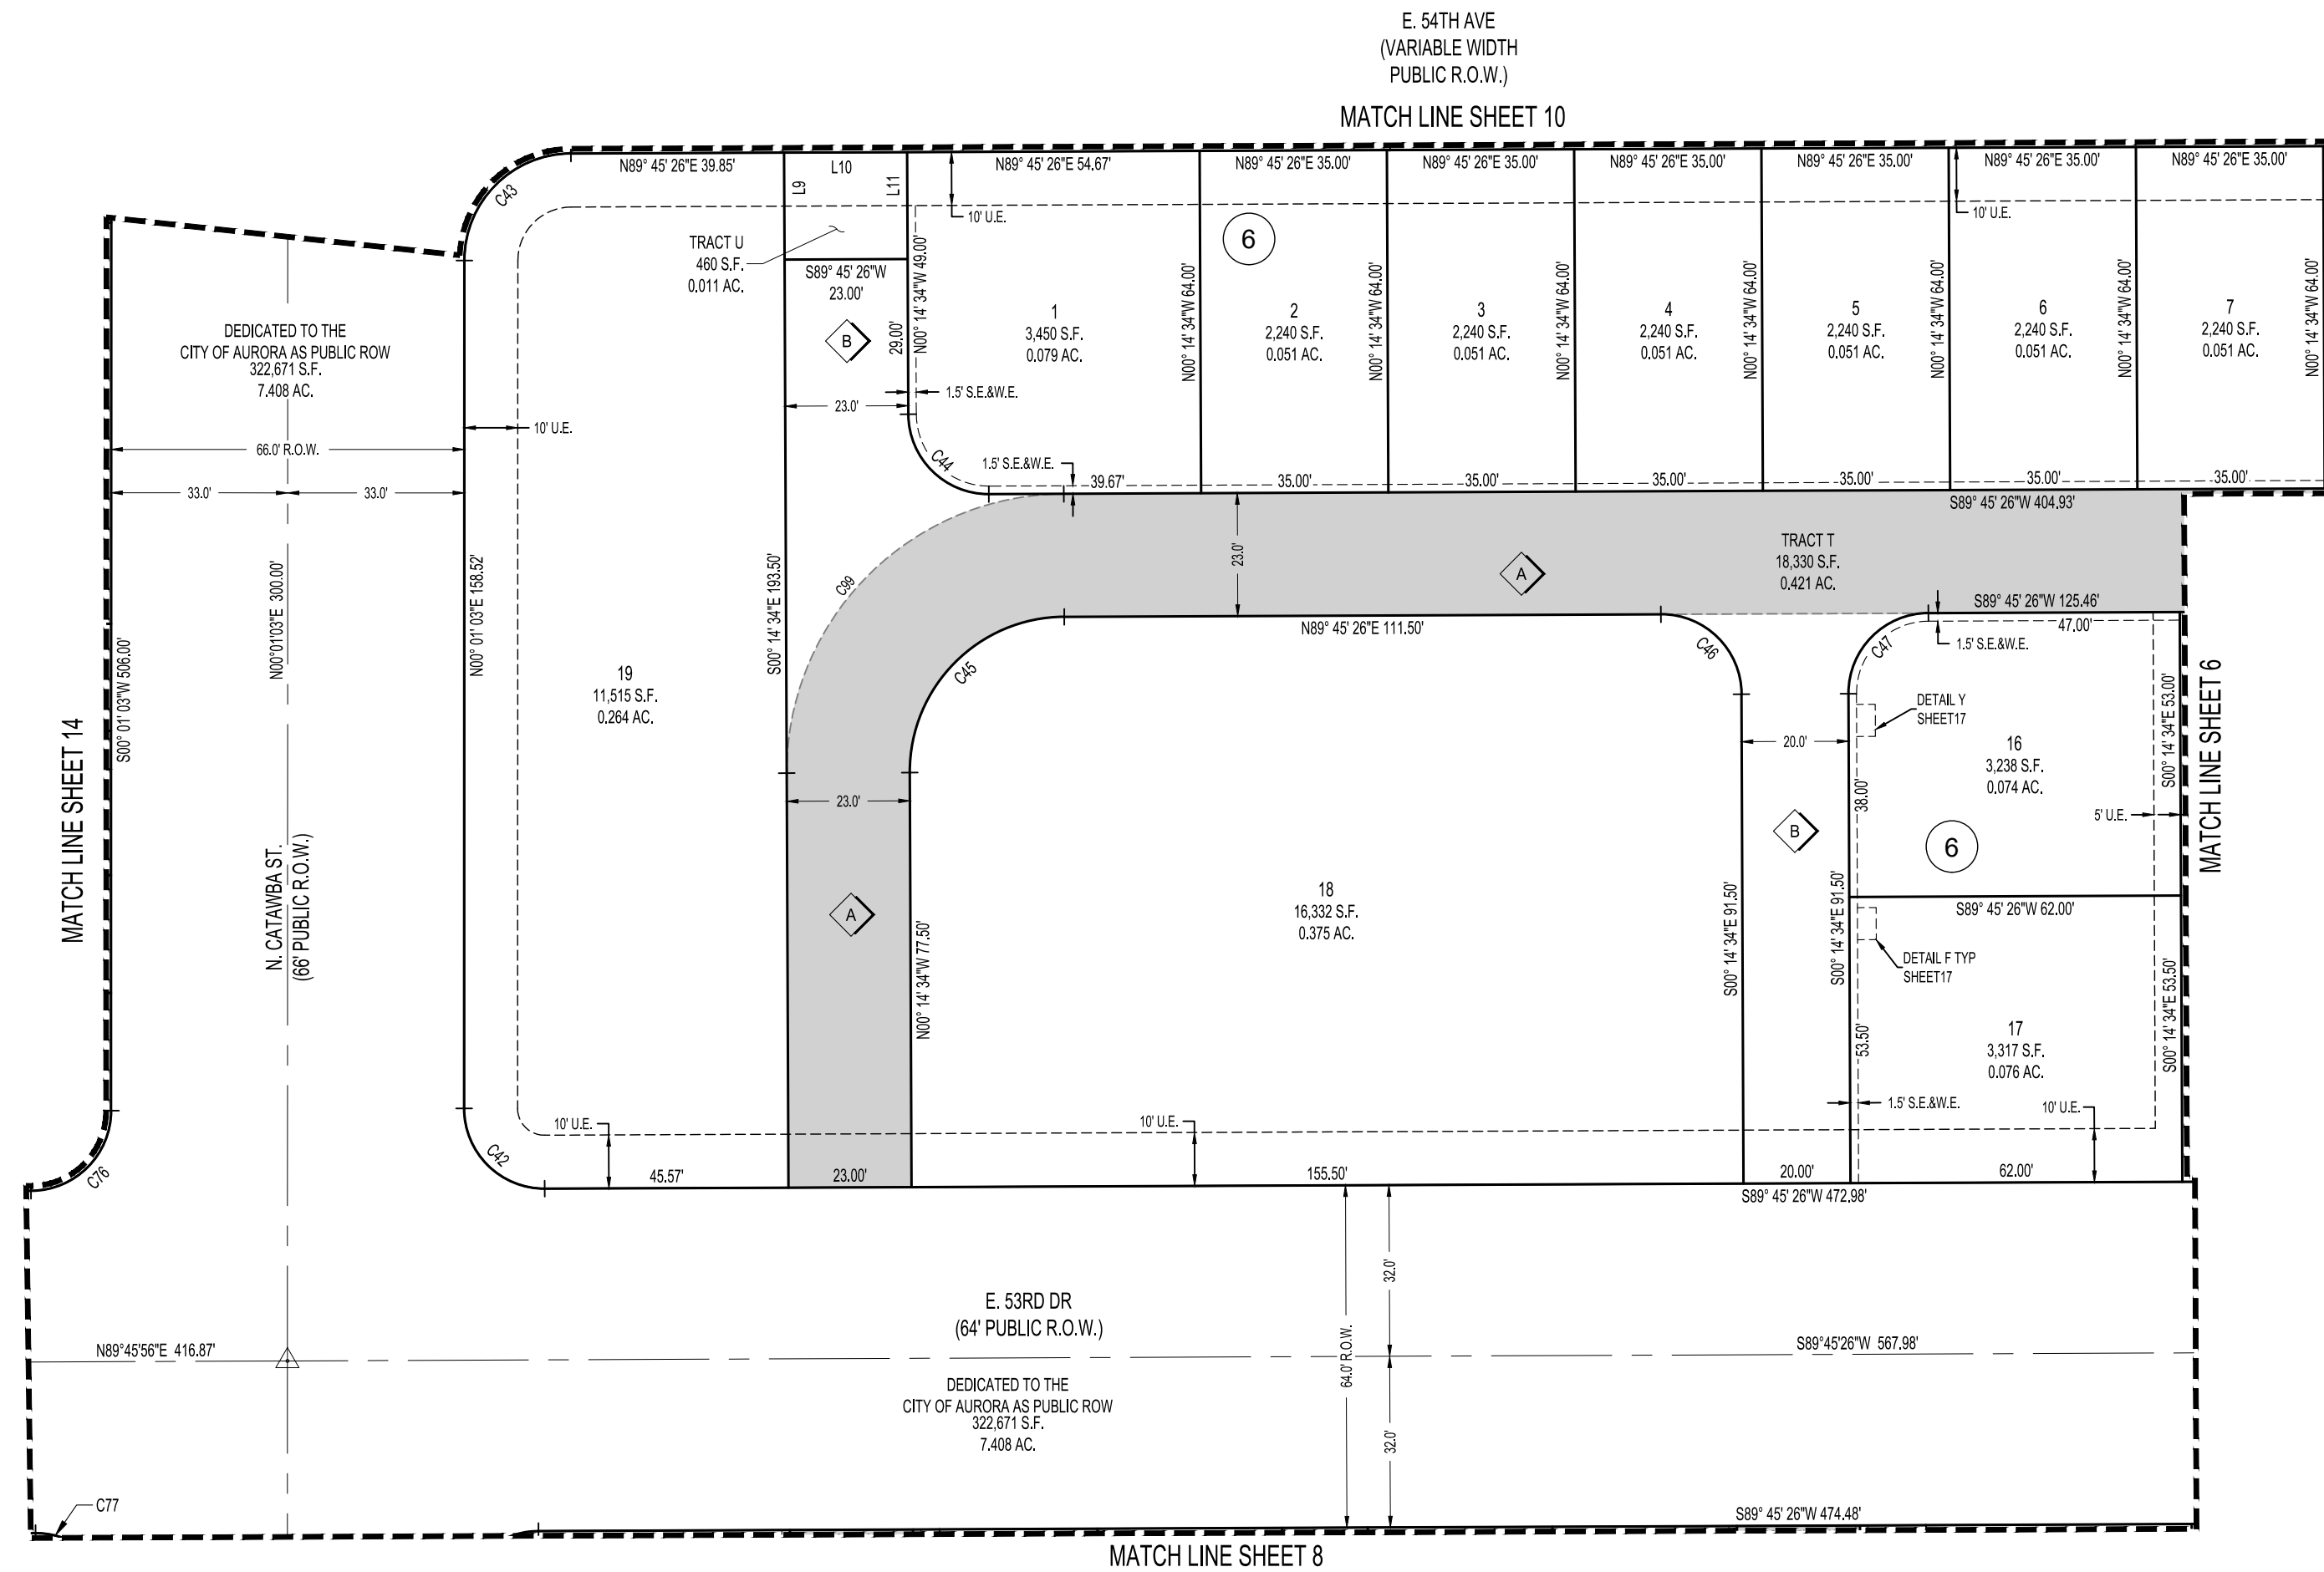 E. 54TH AVE
(VARIABLE WIDTH
PUBLIC R.O.W.)
MATCH LINE SHEET 10
N89° 45' 26"E 39.85'
L10
N89° 45' 26"E 54.67'
N89° 45' 26"E 35.00'
N89° 45' 26"E 35.00'
N89° 45' 26"E 35.00'
N89° 45' 26"E 35.00'
N89° 45' 26"E 35.00'
N89° 45' 26"E 35.00'
C43
L9
L11
10' U.E.
10' U.E.
TRACT U
460 S.F.
0.011 AC.
S89° 45' 26"W
23.00'
B
29.00'
N00° 14' 34"W 49.00'
6
1
3,450 S.F.
0.079 AC.
N00° 14' 34"W 64.00'
2
2,240 S.F.
0.051 AC.
N00° 14' 34"W 64.00'
3
2,240 S.F.
0.051 AC.
N00° 14' 34"W 64.00'
4
2,240 S.F.
0.051 AC.
N00° 14' 34"W 64.00'
5
2,240 S.F.
0.051 AC.
N00° 14' 34"W 64.00'
6
2,240 S.F.
0.051 AC.
N00° 14' 34"W 64.00'
7
2,240 S.F.
0.051 AC.
N00° 14' 34"W 64.00'
DEDICATED TO THE
CITY OF AURORA AS PUBLIC ROW
322,671 S.F.
7.408 AC.
10' U.E.
66.0' R.O.W.
33.0'
33.0'
23.0'
1.5' S.E.&W.E.
C44
1.5' S.E.&W.E.
39.67'
35.00'
35.00'
35.00'
35.00'
35.00'
35.00'
S89° 45' 26"W 404.93'
MATCH LINE SHEET 14
S00° 01' 03"W 506.00'
N00°01'03"E 300.00'
N. CATAWBA ST.
(66' PUBLIC R.O.W.)
N00° 01' 03"E 158.52'
19
11,515 S.F.
0.264 AC.
S00° 14' 34"E 193.50'
C99
23.0'
A
TRACT T
18,330 S.F.
0.421 AC.
S89° 45' 26"W 125.46'
47.00'
N89° 45' 26"E 111.50'
C45
C46
C47
1.5' S.E.&W.E.
DETAIL Y
SHEET17
20.0'
38.00'
16
3,238 S.F.
0.074 AC.
S00° 14' 34"E 53.00'
MATCH LINE SHEET 6
5' U.E.
6
B
23.0'
A
N00° 14' 34"W 77.50'
18
16,332 S.F.
0.375 AC.
S00° 14' 34"E 91.50'
S00° 14' 34"E 91.50'
S89° 45' 26"W 62.00'
DETAIL F TYP
SHEET17
53.50'
17
3,317 S.F.
0.076 AC.
S00° 14' 34"E 53.50'
1.5' S.E.&W.E.
10' U.E.
10' U.E.
10' U.E.
C76
C42
45.57'
23.00'
155.50'
20.00'
62.00'
S89° 45' 26"W 472.98'
E. 53RD DR
(64' PUBLIC R.O.W.)
32.0'
64.0' R.O.W.
32.0'
N89°45'56"E 416.87'
S89°45'26"W 567.98'
DEDICATED TO THE
CITY OF AURORA AS PUBLIC ROW
322,671 S.F.
7.408 AC.
C77
S89° 45' 26"W 474.48'
MATCH LINE SHEET 8